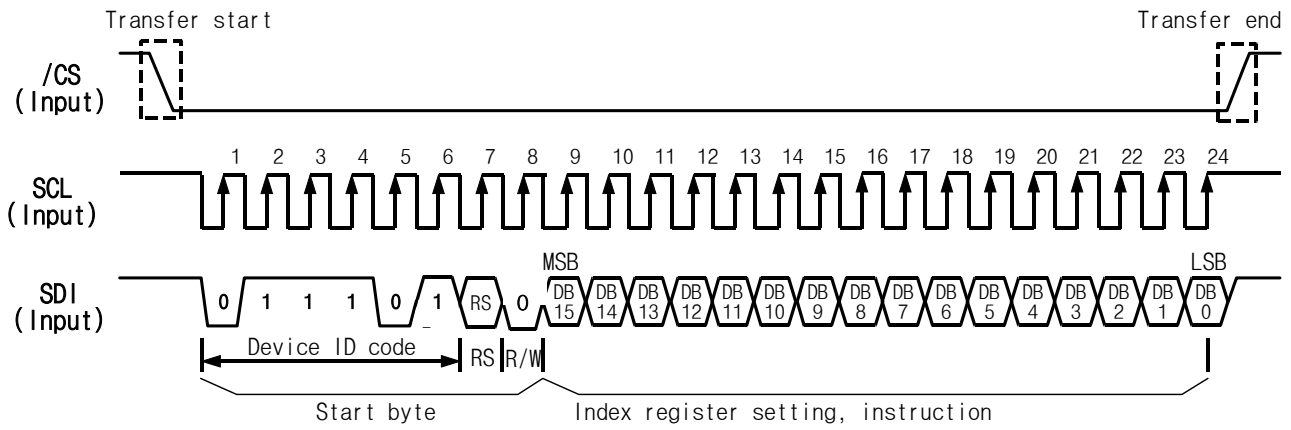 Transfer start
Transfer end
/CS
(Input)
1 2 3 4 5 6 7 8 9 10 11 12 13 14 15 16 17 18 19 20 21 22 23 24
SCL
(Input)
MSB
LSB
SDI
(Input)
0 1 1 1 0 1 RS 0 DB 15 DB 14 DB 13 DB 12 DB 11 DB 10 DB 9 DB 8 DB 7 DB 6 DB 5 DB 4 DB 3 DB 2 DB 1 DB 0
Device ID code
RS
R/W
Start byte
Index register setting, instruction